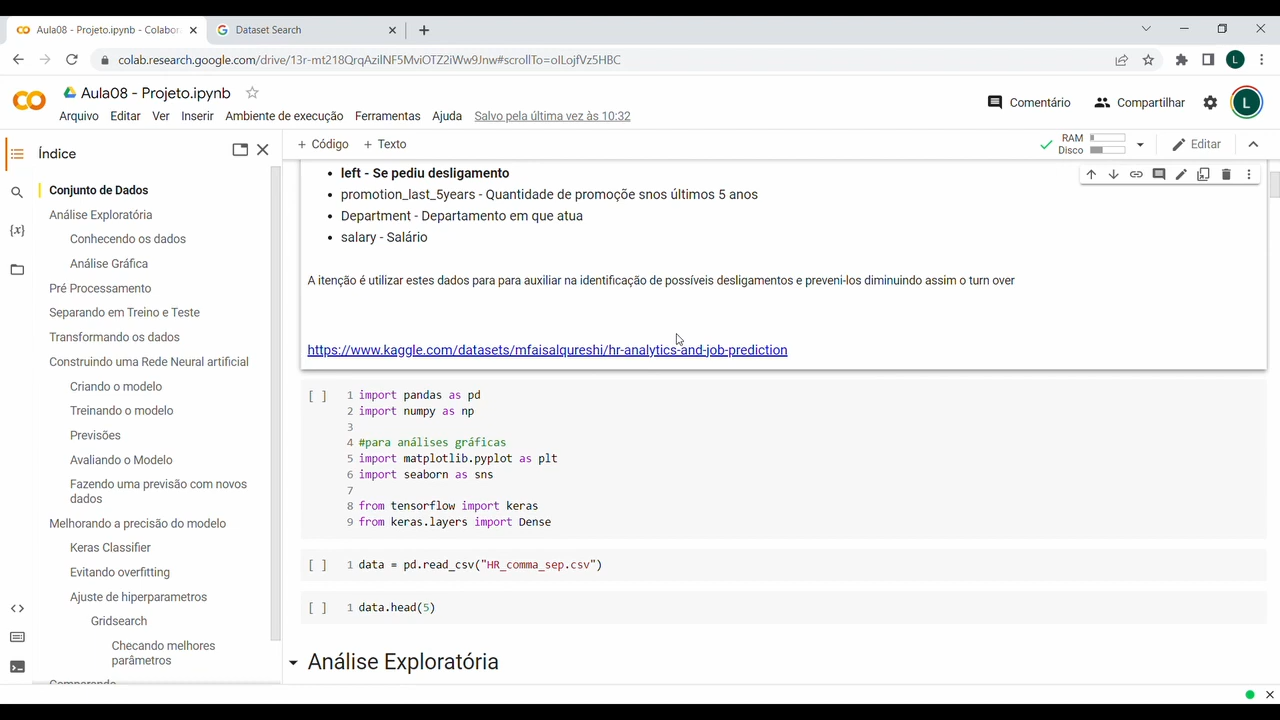 Aula08 - Projeto.ipynb - Colabor
Dataset Search
colab.research.google.com/drive/13r-mt218QrqAzilNF5MviOTZ2iWw9Jnw#scrollTo=oILojfVz5HBC
L
Aula08 - Projeto.ipynb
Arquivo Editar Ver Inserir Ambiente de execução Ferramentas Ajuda Salvo pela última vez às 10:32
Comentário Compartilhar L
Índice
+ Código + Texto
RAM
Disco
Editar
Conjunto de Dados
Análise Exploratória
Conhecendo os dados
Análise Gráfica
Pré Processamento
Separando em Treino e Teste
Transformando os dados
Construindo uma Rede Neural artificial
Criando o modelo
Treinando o modelo
Previsões
Avaliando o Modelo
Fazendo uma previsão com novos
dados
Melhorando a precisão do modelo
Keras Classifier
Evitando overfitting
Ajuste de hiperparametros
Gridsearch
Checando melhores
parâmetros
Comparando
• left - Se pediu desligamento
• promotion_last_5years - Quantidade de promoçõe snos últimos 5 anos
• Department - Departamento em que atua
• salary - Salário
A itenção é utilizar estes dados para para auxiliar na identificação de possíveis desligamentos e preveni-los diminuindo assim o turn over
https://www.kaggle.com/datasets/mfaisalqureshi/hr-analytics-and-job-prediction
[ ] 1 import pandas as pd
2 import numpy as np
3
4 #para análises gráficas
5 import matplotlib.pyplot as plt
6 import seaborn as sns
7
8 from tensorflow import keras
9 from keras.layers import Dense
[ ] 1 data = pd.read_csv("HR_comma_sep.csv")
[ ] 1 data.head(5)
Análise Exploratória